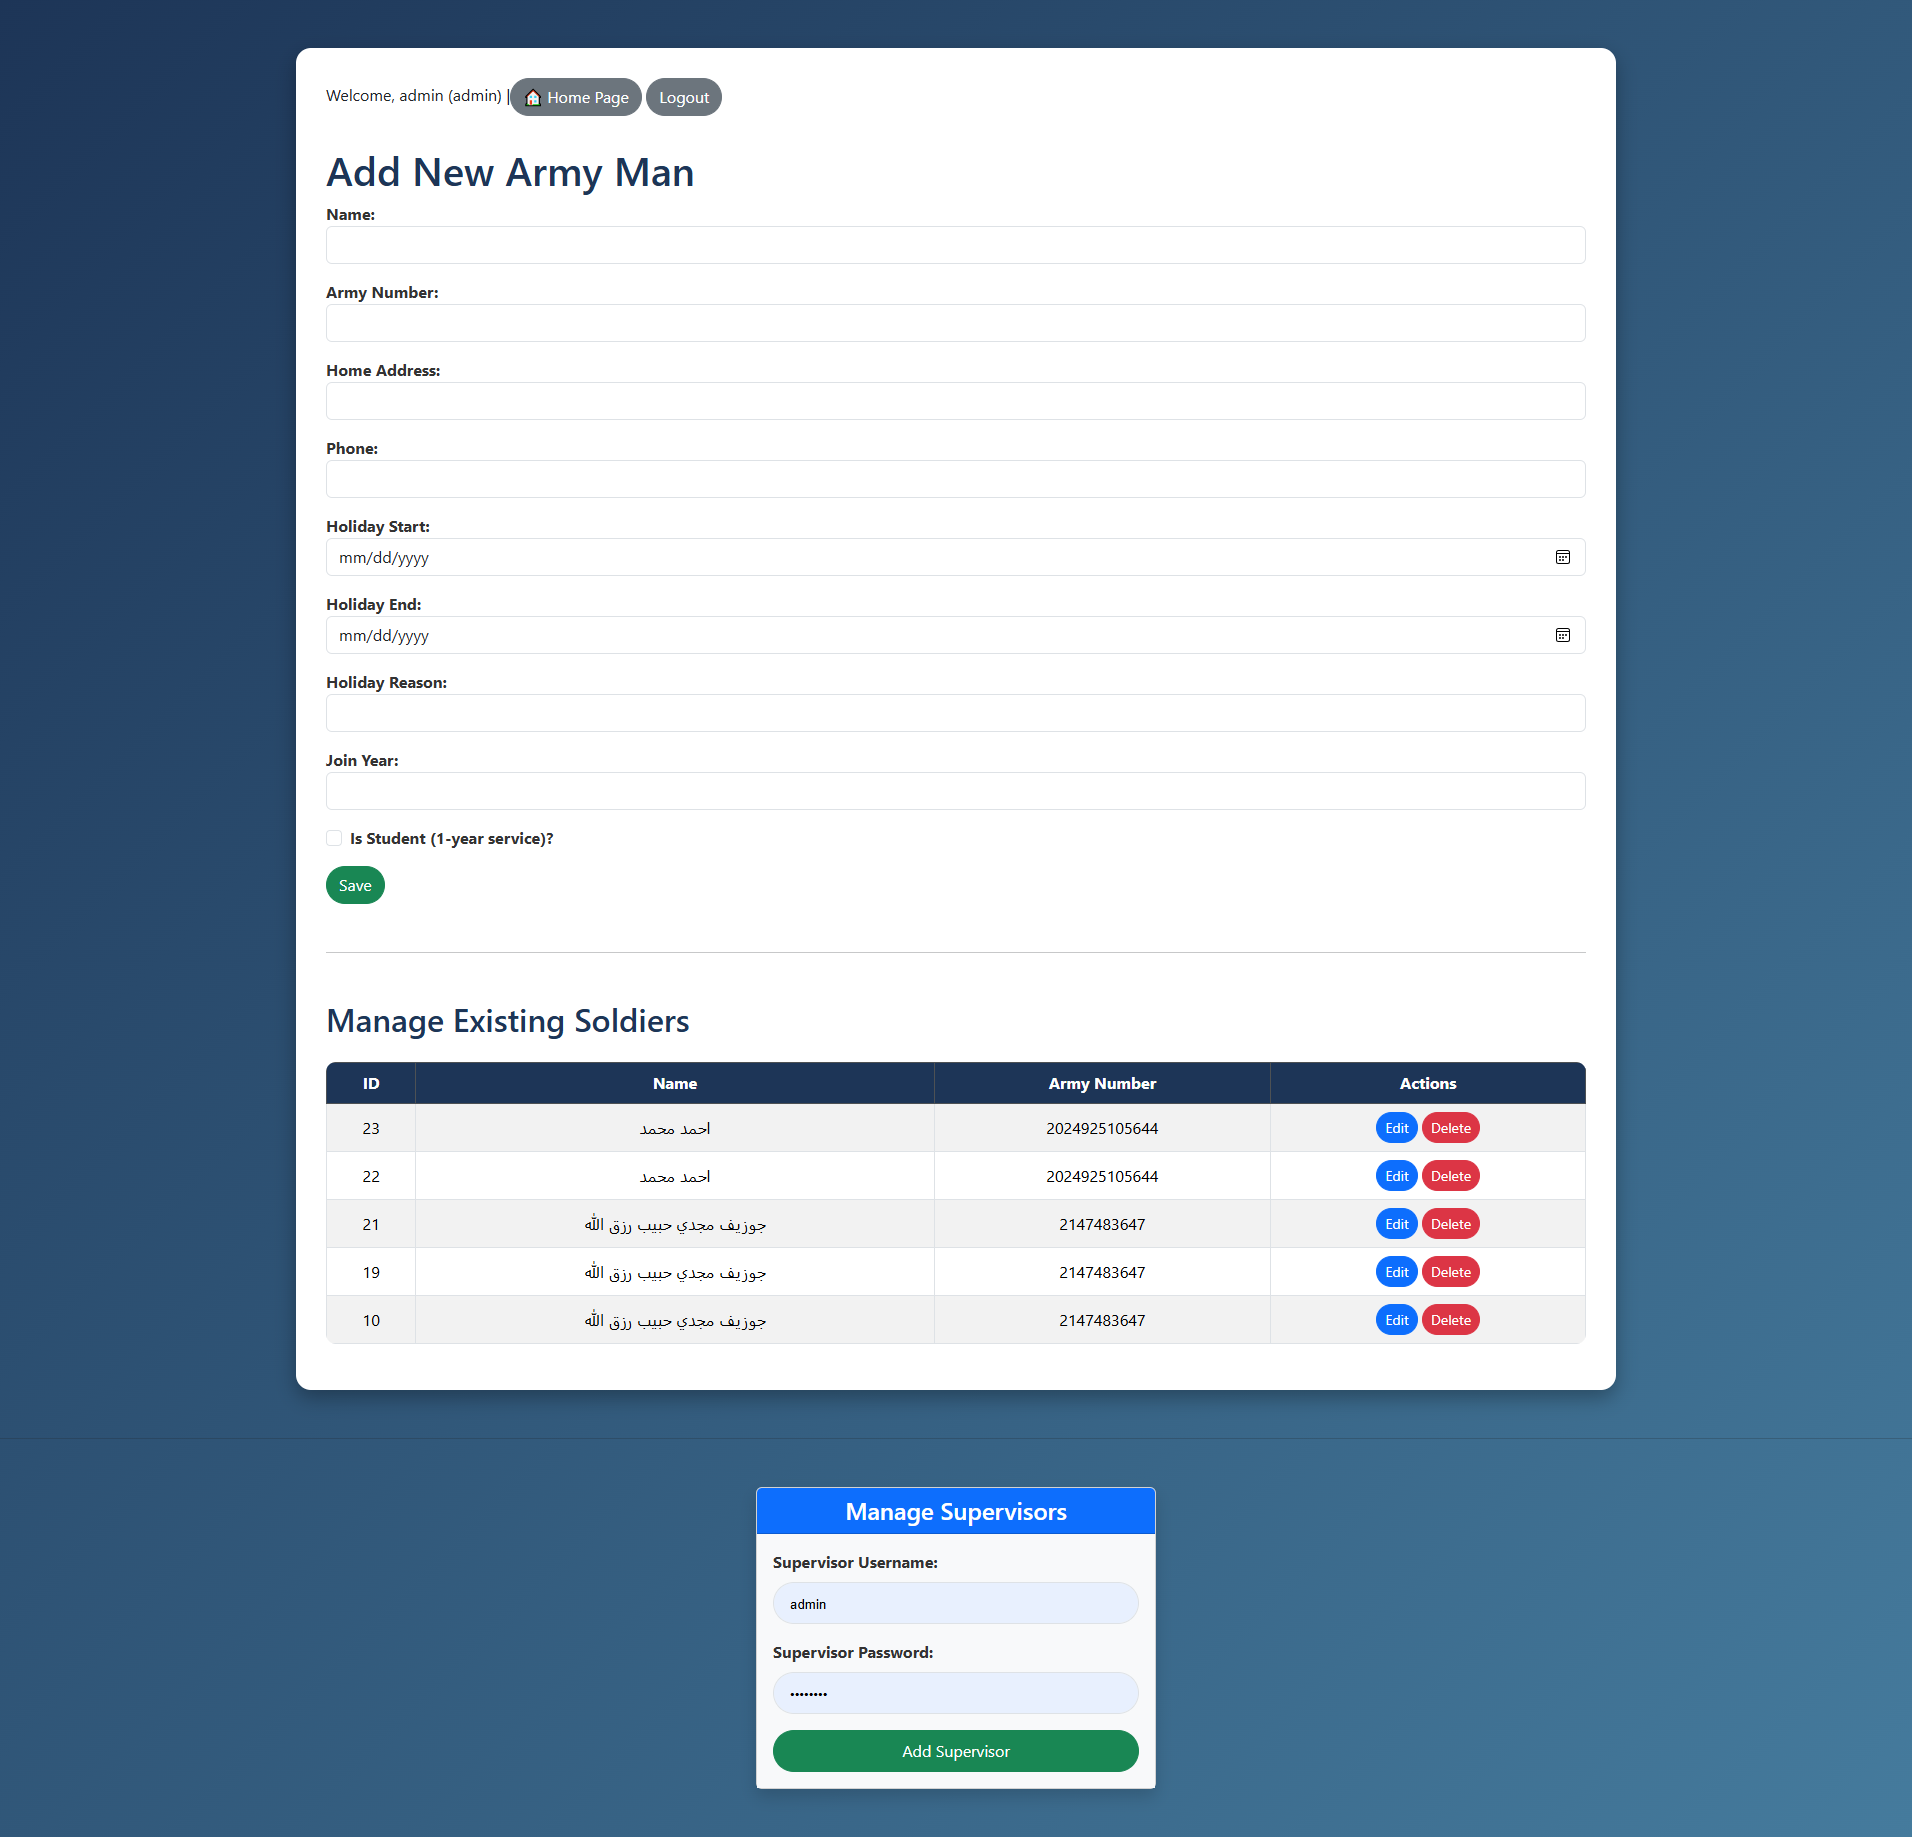 Welcome, admin (admin) | 🏠 Home Page Logout
Add New Army Man
Name:
Army Number:
Home Address:
Phone:
Holiday Start:
mm/dd/yyyy
Holiday End:
mm/dd/yyyy
Holiday Reason:
Join Year:
Is Student (1-year service)?
Save
Manage Existing Soldiers
ID Name Army Number Actions
23 احمد محمد 2024925105644 Edit Delete
22 احمد محمد 2024925105644 Edit Delete
21 جوزيف مجدي حبيب رزق الله 2147483647 Edit Delete
19 جوزيف مجدي حبيب رزق الله 2147483647 Edit Delete
10 جوزيف مجدي حبيب رزق الله 2147483647 Edit Delete
Manage Supervisors
Supervisor Username:
admin
Supervisor Password:
••••••••
Add Supervisor